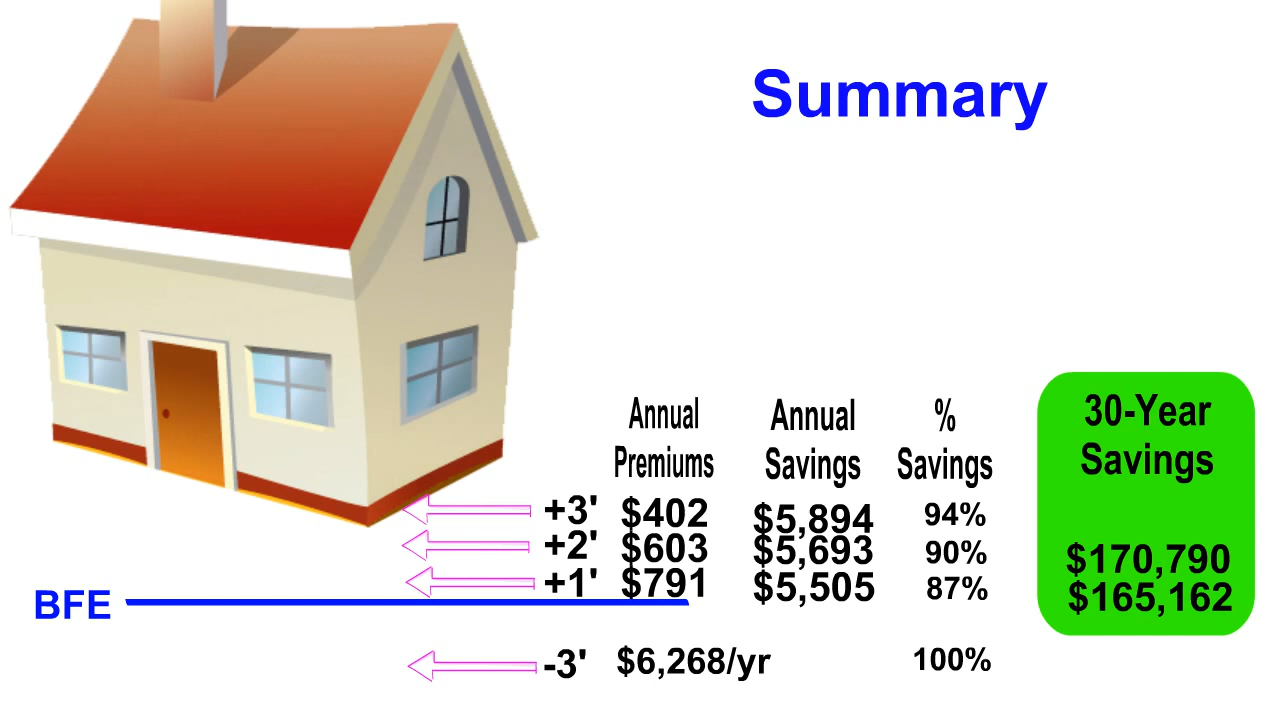 Summary
Annual Premiums Annual Savings % Savings 30-Year Savings
+3' $402 $5,894 94%
+2' $603 $5,693 90% $170,790
+1' $791 $5,505 87% $165,162
BFE
-3' $6,268/yr 100%